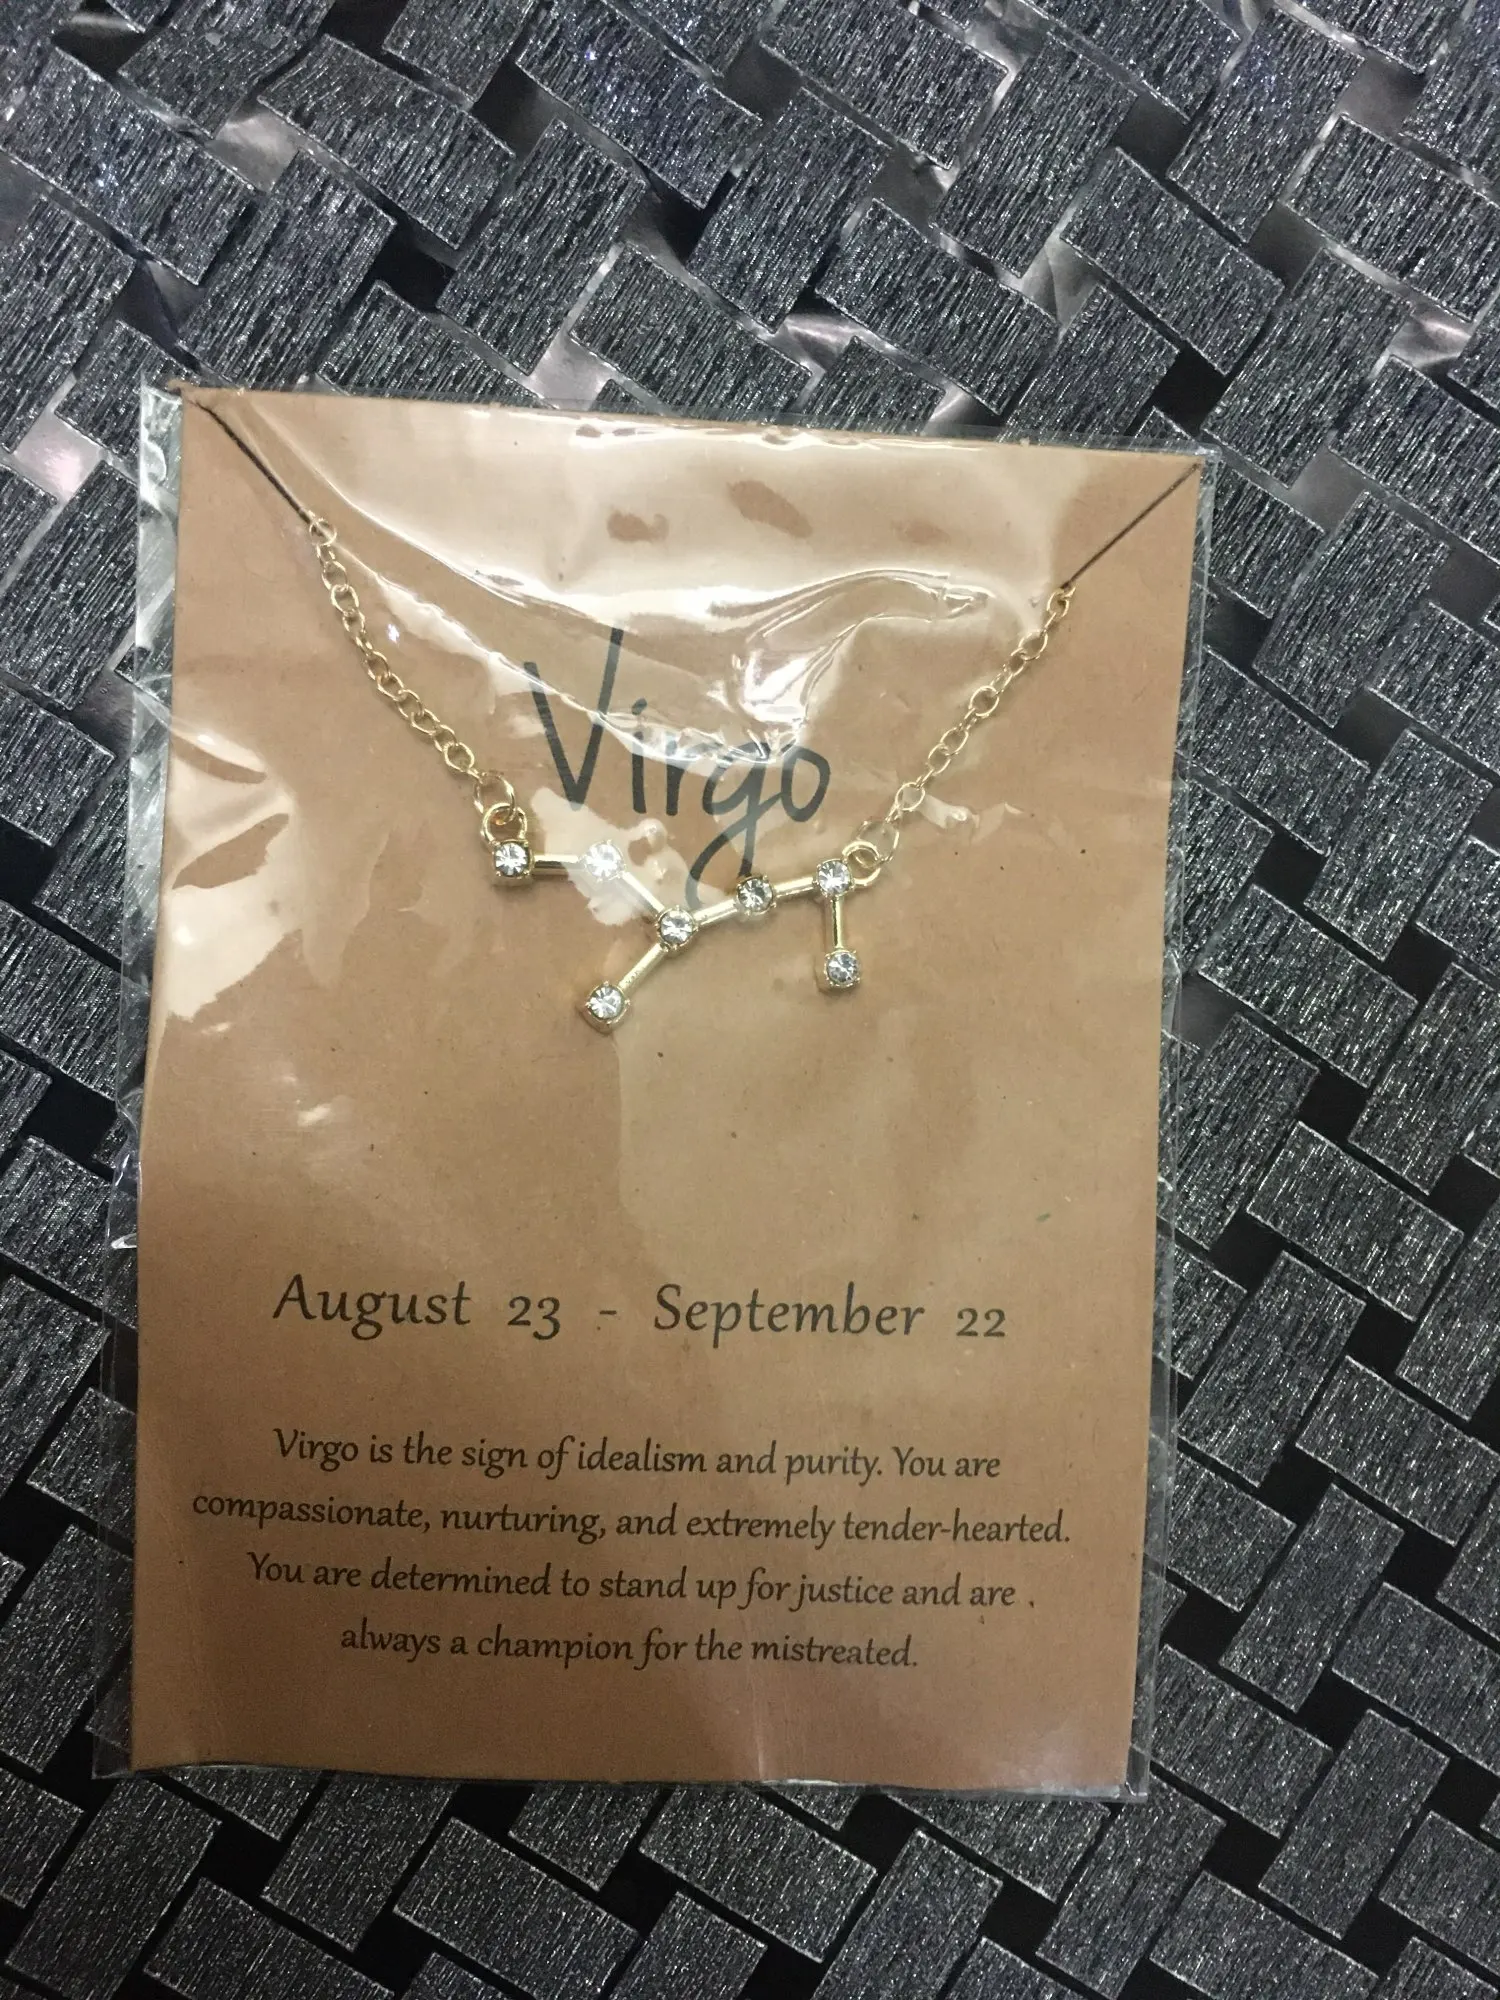 Virgo
August 23 - September 22
Virgo is the sign of idealism and purity. You are
compassionate, nurturing, and extremely tender-hearted.
You are determined to stand up for justice and are
always a champion for the mistreated.